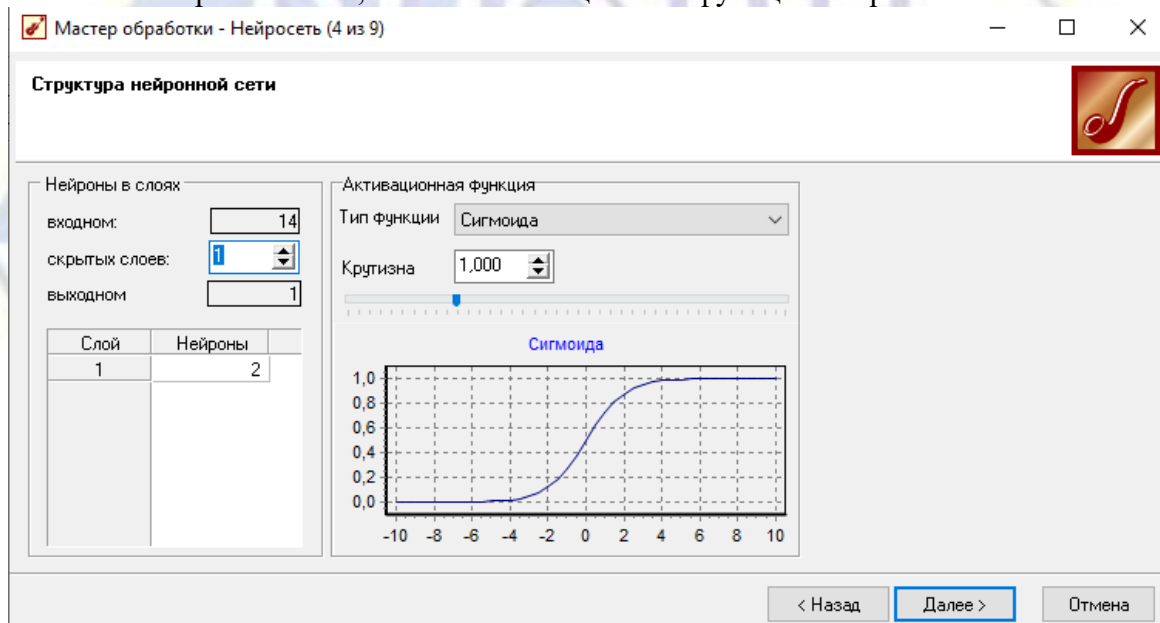 Мастер обработки - Нейросеть (4 из 9)
Структура нейронной сети
Нейроны в слоях
входном: 14
скрытых слоев: 1
выходном 1
Слой Нейроны
1 2
Активационная функция
Тип функции Сигмоида
Крутизна 1,000
Сигмоида
1,0
0,8
0,6
0,4
0,2
0,0
-10 -8 -6 -4 -2 0 2 4 6 8 10
< Назад Далее > Отмена